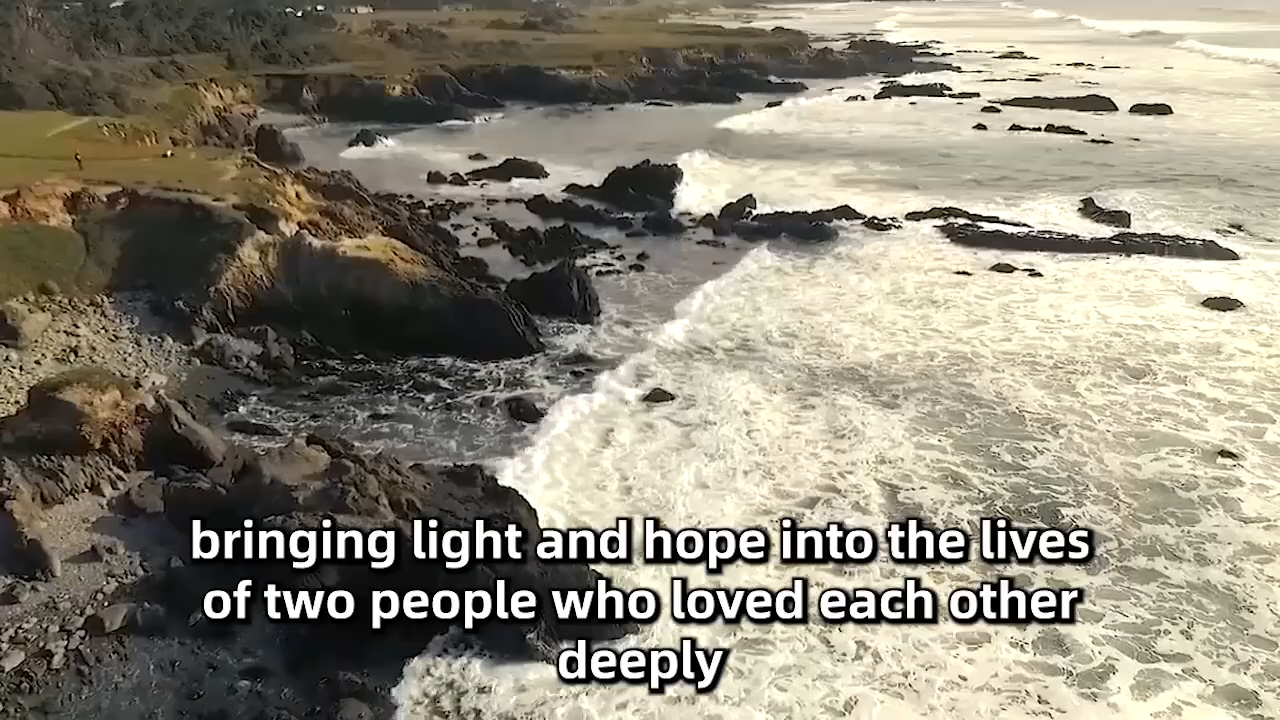 bringing light and hope into the lives
of two people who loved each other
deeply